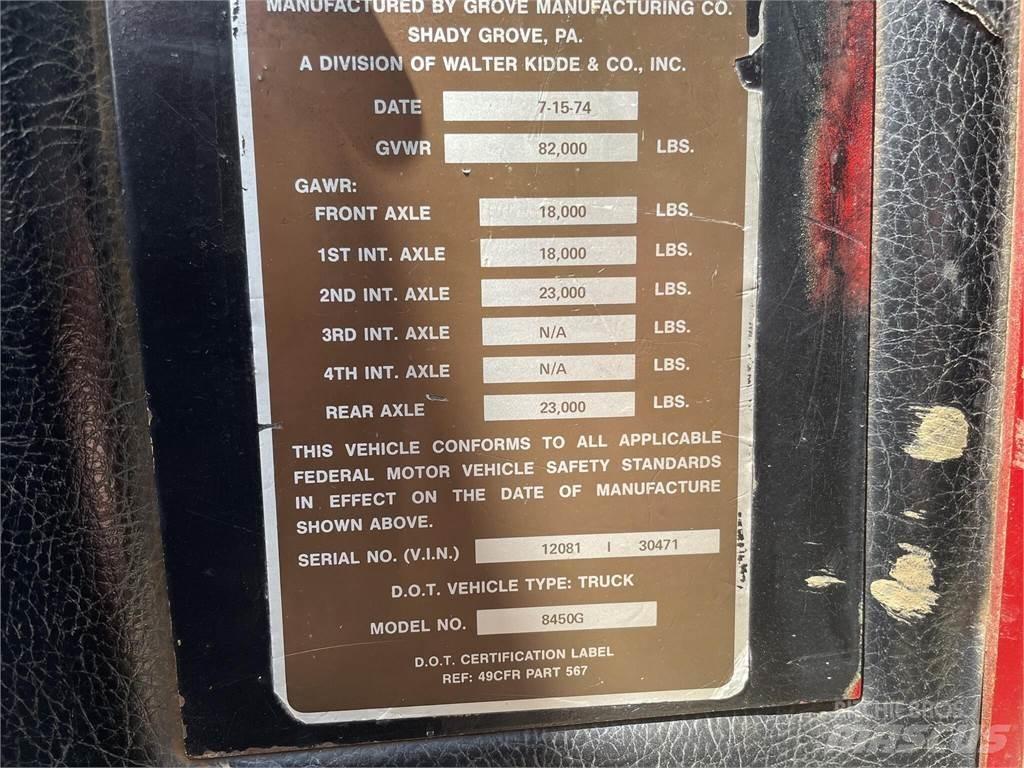 MANUFACTURED BY GROVE MANUFACTURING CO.
SHADY GROVE, PA.
A DIVISION OF WALTER KIDDE & CO., INC.
DATE 7-15-74
GVWR 82,000 LBS.
GAWR:
FRONT AXLE 18,000 LBS.
1ST INT. AXLE 18,000 LBS.
2ND INT. AXLE 23,000 LBS.
3RD INT. AXLE N/A LBS.
4TH INT. AXLE N/A LBS.
REAR AXLE 23,000 LBS.
THIS VEHICLE CONFORMS TO ALL APPLICABLE
FEDERAL MOTOR VEHICLE SAFETY STANDARDS
IN EFFECT ON THE DATE OF MANUFACTURE
SHOWN ABOVE.
SERIAL NO. (V.I.N.) 12081 I 30471
D.O.T. VEHICLE TYPE: TRUCK
MODEL NO. 8450G
D.O.T. CERTIFICATION LABEL
REF: 49CFR PART 567